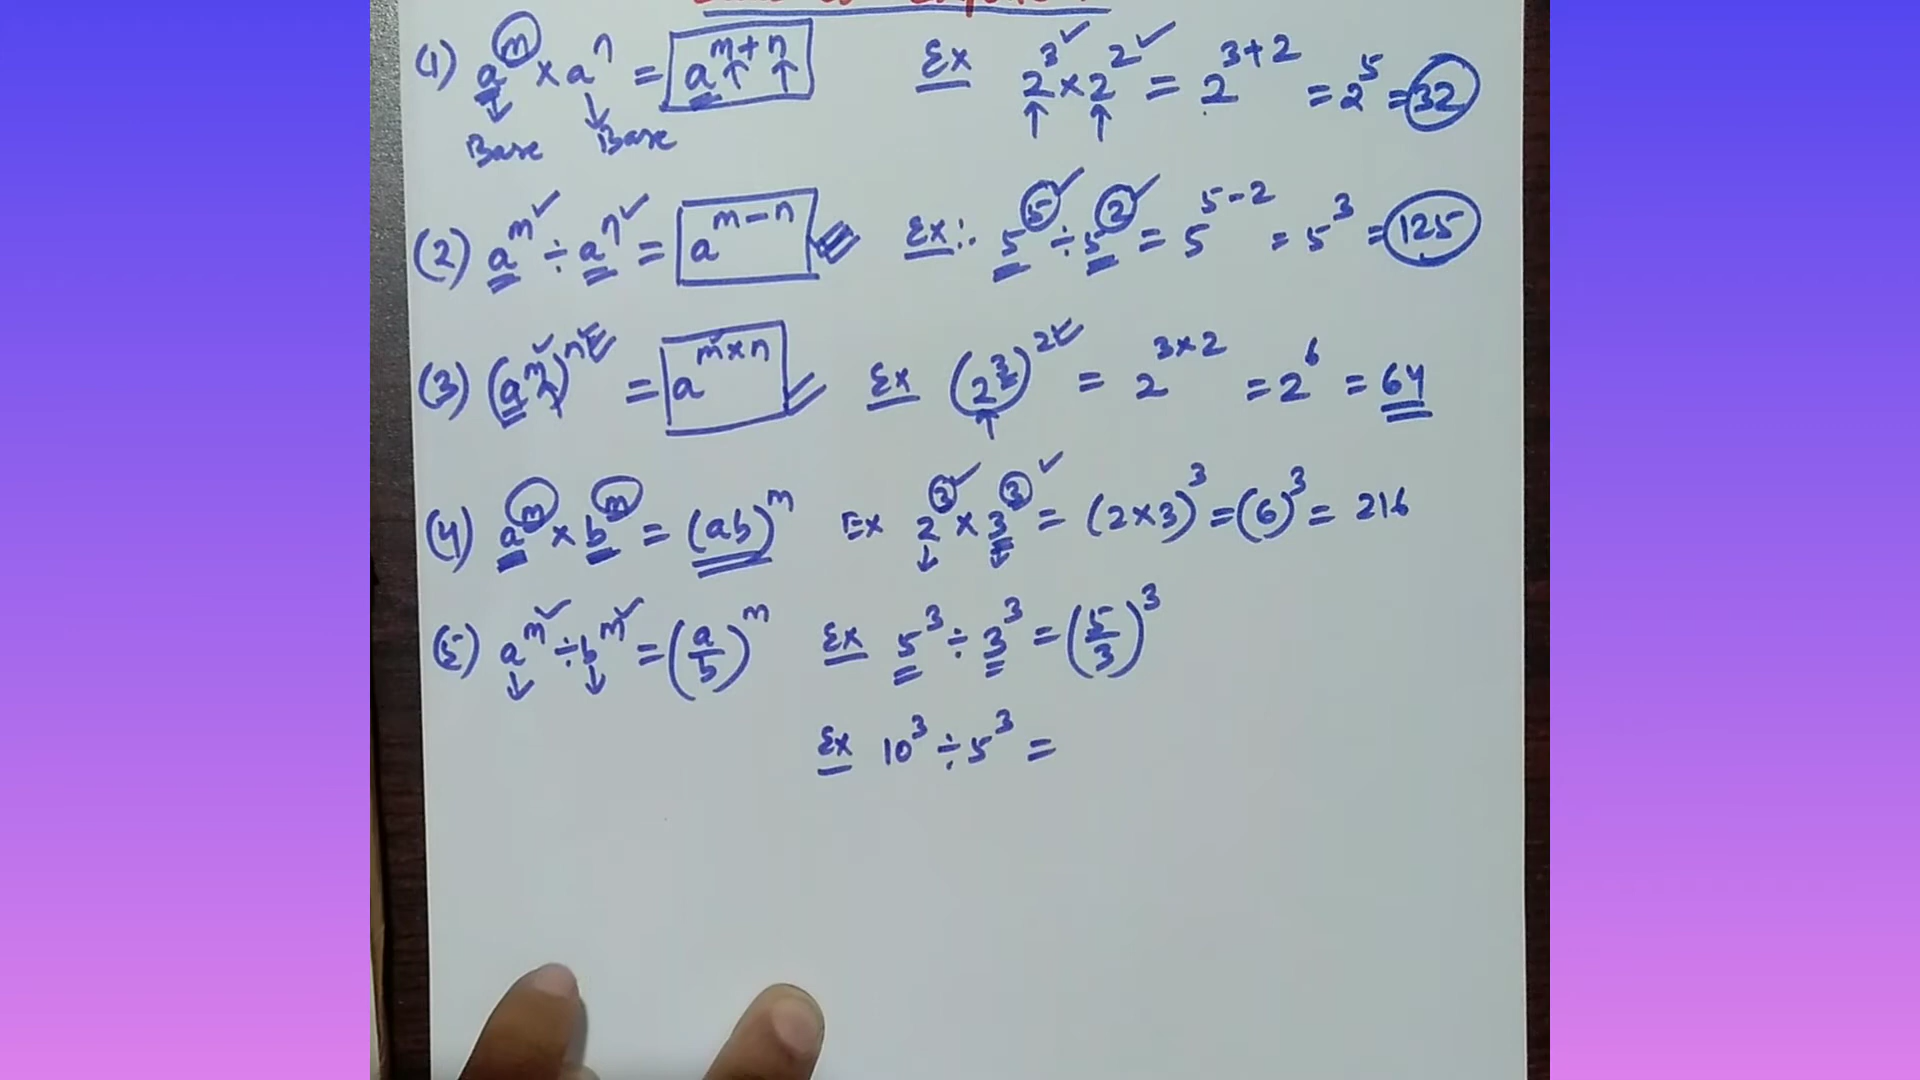 (1) a^m × a^n = a^(m+n) Ex 2^3 × 2^2 = 2^(3+2) = 2^5 = 32
Base Base
(2) a^m ÷ a^n = a^(m-n) Ex:. 5^5 ÷ 5^2 = 5^(5-2) = 5^3 = 125
(3) (a^m)^n = a^(m×n) Ex (2^3)^2 = 2^(3×2) = 2^6 = 64
(4) a^m × b^m = (ab)^m Ex 2^3 × 3^3 = (2×3)^3 = (6)^3 = 216
(5) a^m ÷ b^m = (a/b)^m Ex 5^3 ÷ 3^3 = (5/3)^3
Ex 10^3 ÷ 5^3 =